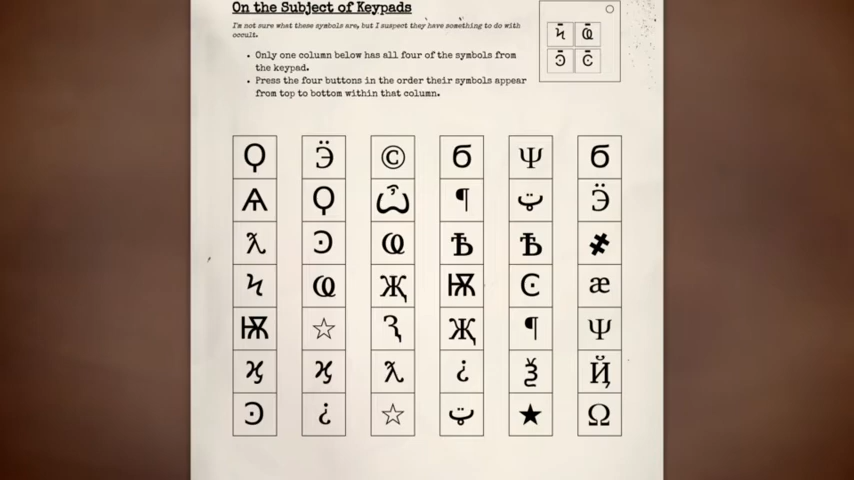 On the Subject of Keypads
I'm not sure what these symbols are, but I suspect they have something to do with
occult.
• Only one column below has all four of the symbols from
the keypad.
• Press the four buttons in the order their symbols appear
from top to bottom within that column.
Ϟ Ҩ
Ͽ Ͼ
Ϙ Ӭ © б Ψ б
Ѧ Ϙ Ѽ ¶ ټ Ӭ
ƛ Ͽ Ҩ Ѣ Ѣ ҂
Ϟ Ҩ Җ Ѭ Ͼ æ
Ѭ ☆ Ԇ Җ ¶ Ψ
ϗ ϗ ƛ ¿ Ѯ Ҋ
Ͽ ¿ ☆ ټ ★ Ω